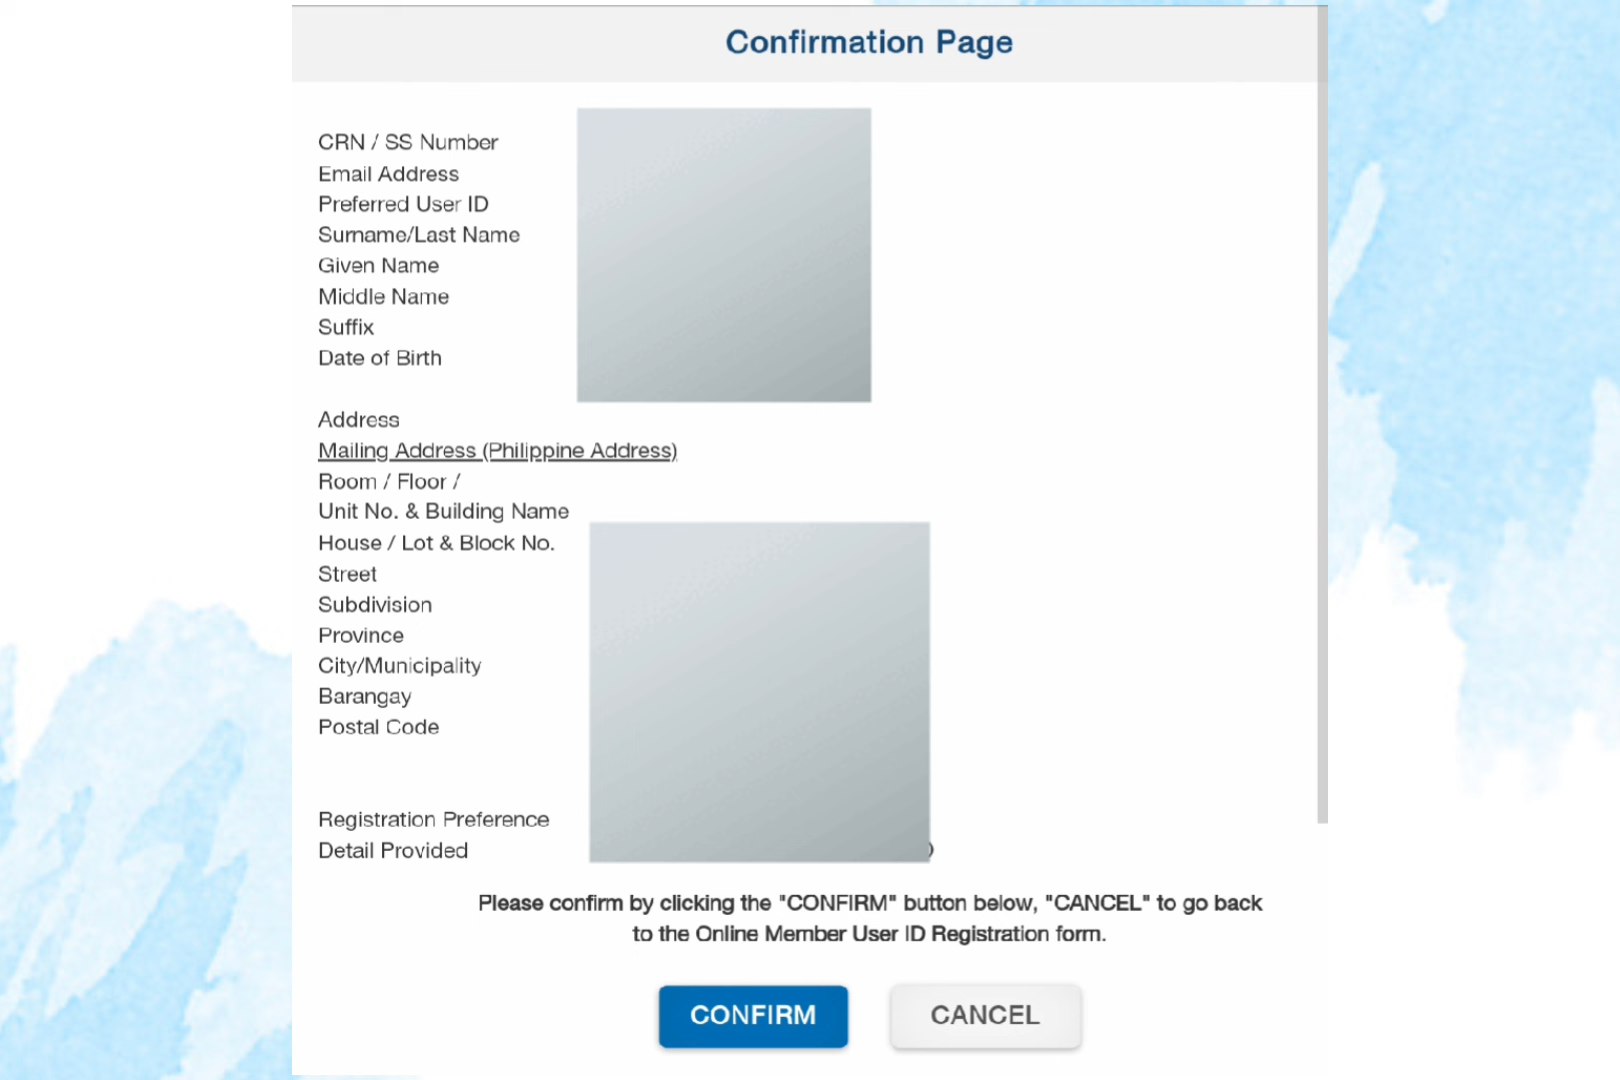 Confirmation Page
CRN / SS Number
Email Address
Preferred User ID
Surname/Last Name
Given Name
Middle Name
Suffix
Date of Birth
Address
Mailing Address (Philippine Address)
Room / Floor /
Unit No. & Building Name
House / Lot & Block No.
Street
Subdivision
Province
City/Municipality
Barangay
Postal Code
Registration Preference
Detail Provided
)
Please confirm by clicking the "CONFIRM" button below, "CANCEL" to go back
to the Online Member User ID Registration form.
CONFIRM
CANCEL